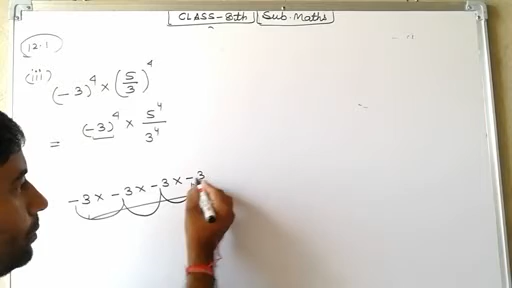 CLASS-8th Sub. Maths
12.1
(iii) (-3)⁴ × (5/3)⁴
= (-3)⁴ × 5⁴/3⁴
-3 × -3 × -3 × -3